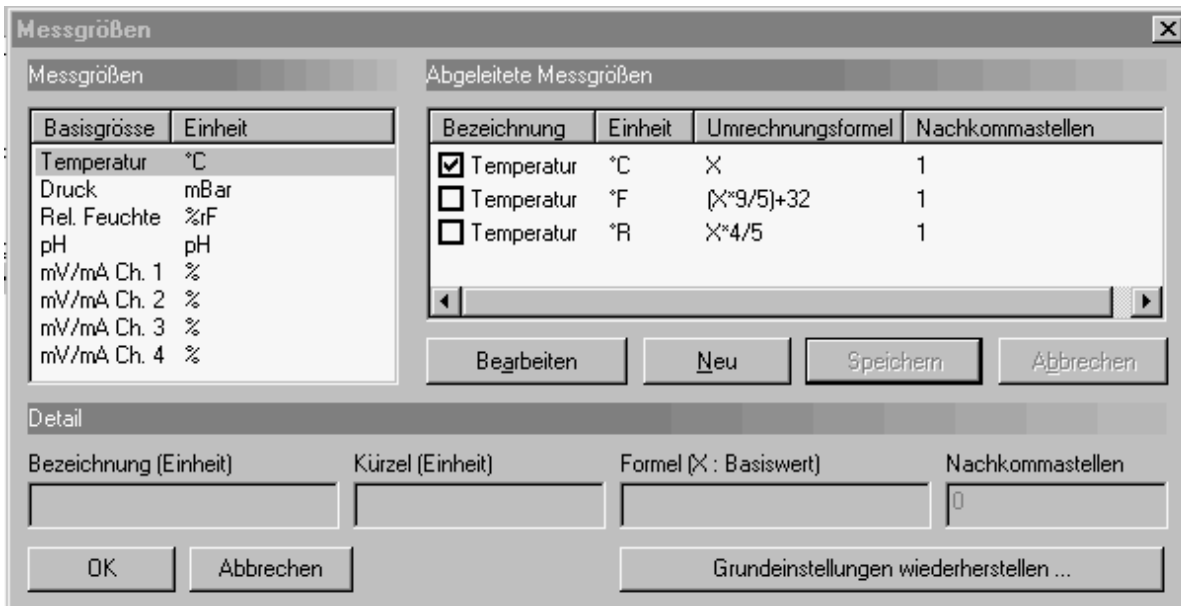 Messgrößen
Messgrößen
Basisgrösse Einheit
Temperatur °C
Druck mBar
Rel. Feuchte %rF
pH pH
mV/mA Ch. 1 %
mV/mA Ch. 2 %
mV/mA Ch. 3 %
mV/mA Ch. 4 %
Abgeleitete Messgrößen
Bezeichnung Einheit Umrechnungsformel Nachkommastellen
Temperatur °C X 1
Temperatur °F (X*9/5)+32 1
Temperatur °R X*4/5 1
Bearbeiten Neu Speichern Abbrechen
Detail
Bezeichnung (Einheit) Kürzel (Einheit) Formel (X : Basiswert) Nachkommastellen
0
OK Abbrechen Grundeinstellungen wiederherstellen ...